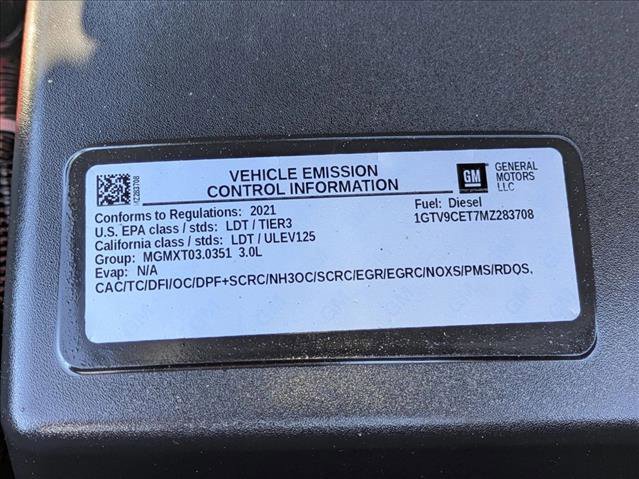 VEHICLE EMISSION
CONTROL INFORMATION
GM
GENERAL
MOTORS
LLC
Conforms to Regulations: 2021
U.S. EPA class / stds: LDT / TIER3
California class / stds: LDT / ULEV125
Group: MGMXT03.0351 3.0L
Evap: N/A
Fuel: Diesel
1GTV9CET7MZ283708
CAC/TC/DFI/OC/DPF+SCRC/NH3OC/SCRC/EGR/EGRC/NOXS/PMS/RDQS,